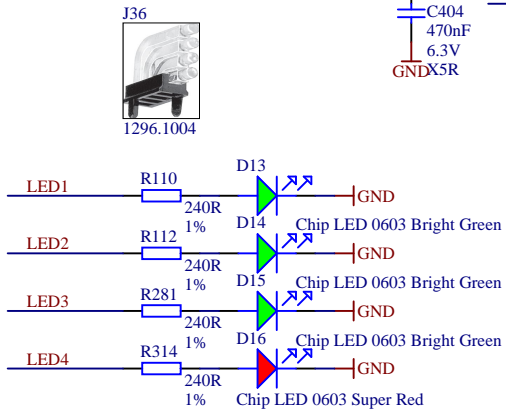 J36
C404
470nF
6.3V
X5R
GND
1296.1004
LED1
R110
240R
1%
D13
GND
Chip LED 0603 Bright Green
LED2
R112
240R
1%
D14
GND
Chip LED 0603 Bright Green
LED3
R281
240R
1%
D15
GND
Chip LED 0603 Bright Green
LED4
R314
240R
1%
D16
GND
Chip LED 0603 Super Red